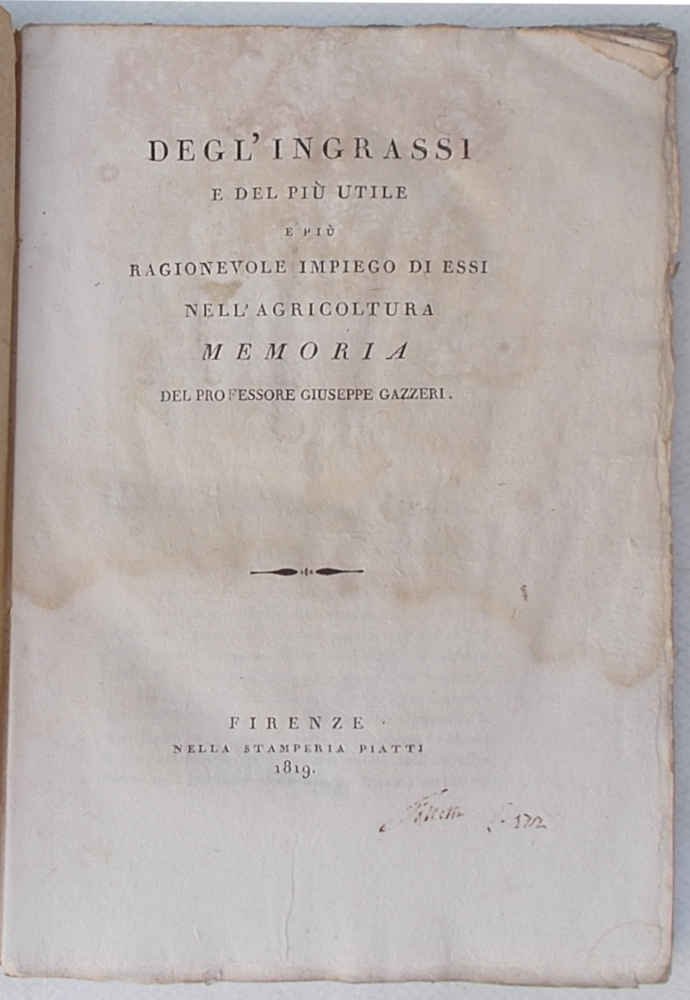 DEGL'INGRASSI
E DEL PIÙ UTILE
E PIÙ
RAGIONEVOLE IMPIEGO DI ESSI
NELL'AGRICOLTURA
MEMORIA
DEL PROFESSORE GIUSEPPE GAZZERI.
FIRENZE
NELLA STAMPERIA PIATTI
1819.